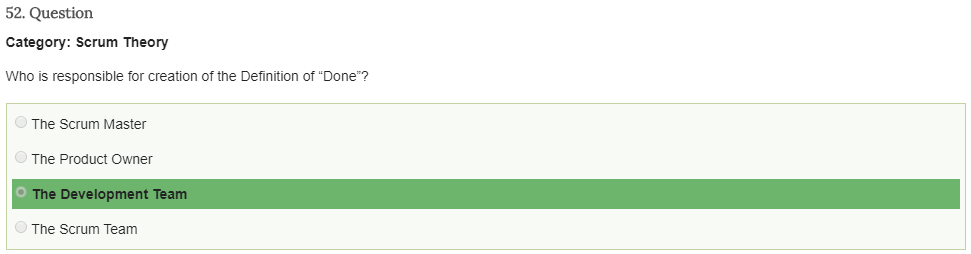 52. Question
Category: Scrum Theory
Who is responsible for creation of the Definition of “Done”?
The Scrum Master
The Product Owner
The Development Team
The Scrum Team